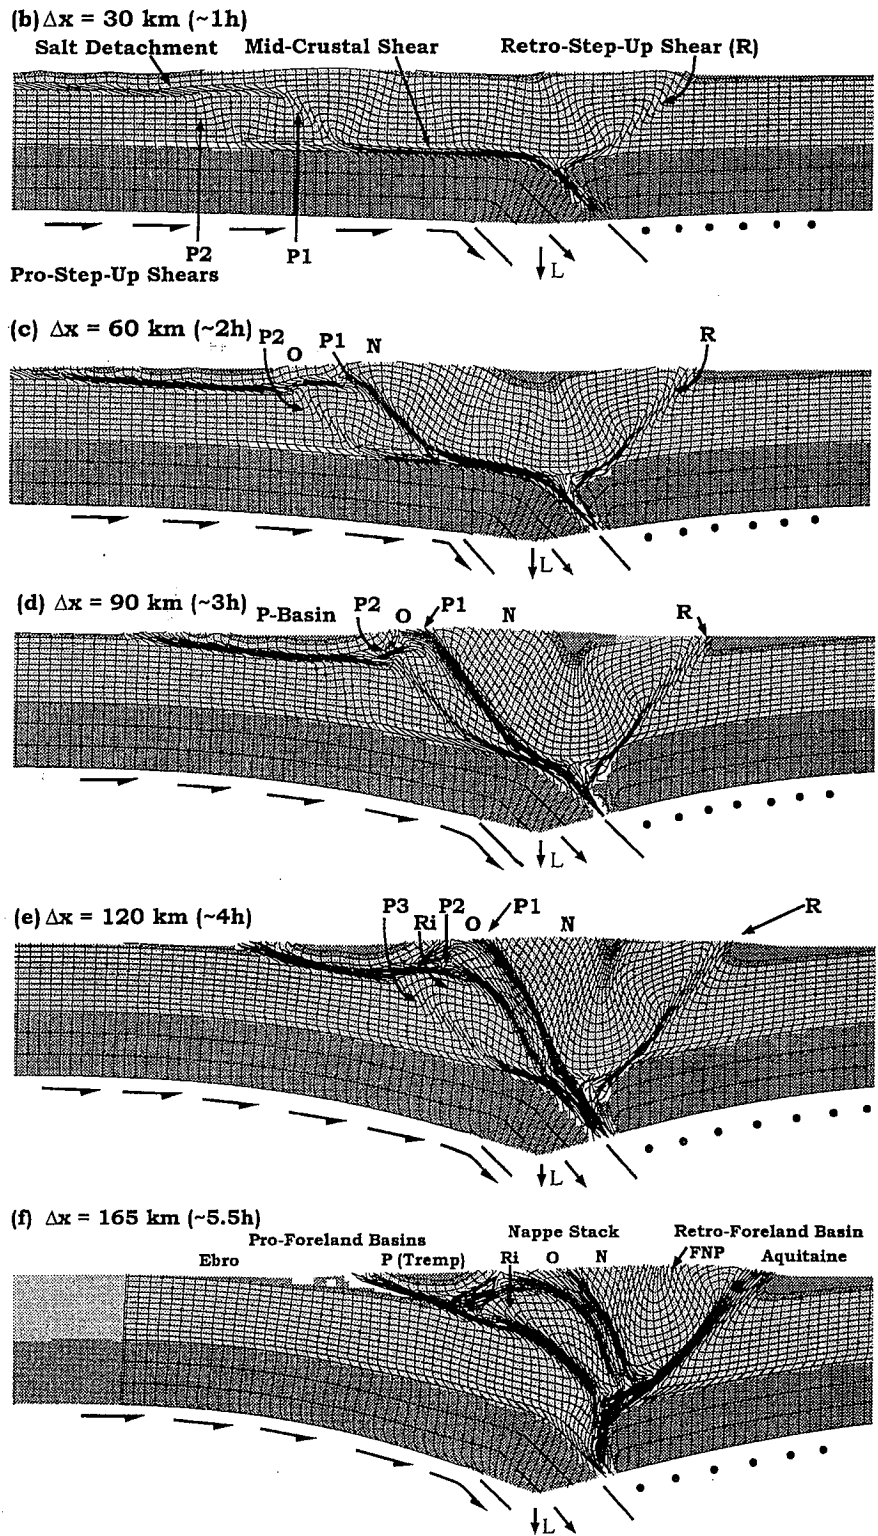 (b) Δx = 30 km (~1h)
Salt Detachment Mid-Crustal Shear Retro-Step-Up Shear (R)
P2 P1
Pro-Step-Up Shears
L
(c) Δx = 60 km (~2h)
P2 O P1 N R
L
(d) Δx = 90 km (~3h)
P-Basin P2 O P1 N R
L
(e) Δx = 120 km (~4h)
P3 Ri P2 O P1 N R
L
(f) Δx = 165 km (~5.5h)
Pro-Foreland Basins Nappe Stack Retro-Foreland Basin
Ebro P (Tremp) Ri O N FNP Aquitaine
L